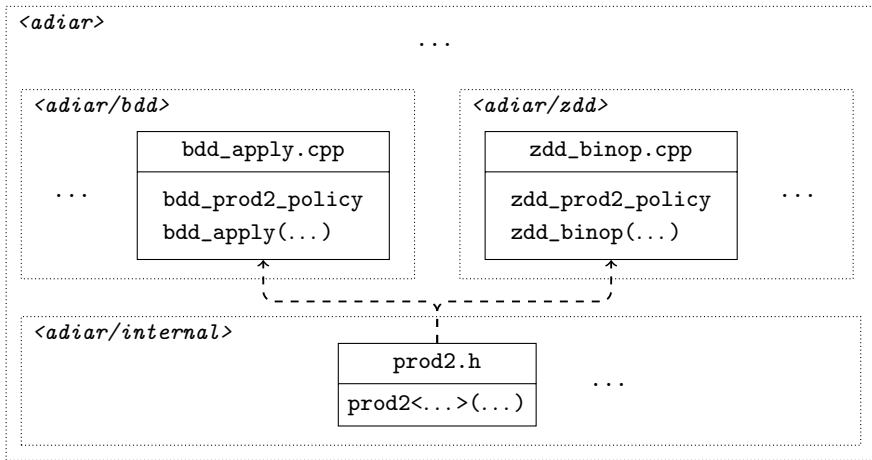 <adiar>
...
<adiar/bdd>
bdd_apply.cpp
...
bdd_prod2_policy
bdd_apply(...)
<adiar/zdd>
zdd_binop.cpp
zdd_prod2_policy
...
zdd_binop(...)
<adiar/internal>
prod2.h
...
prod2<...>(...)